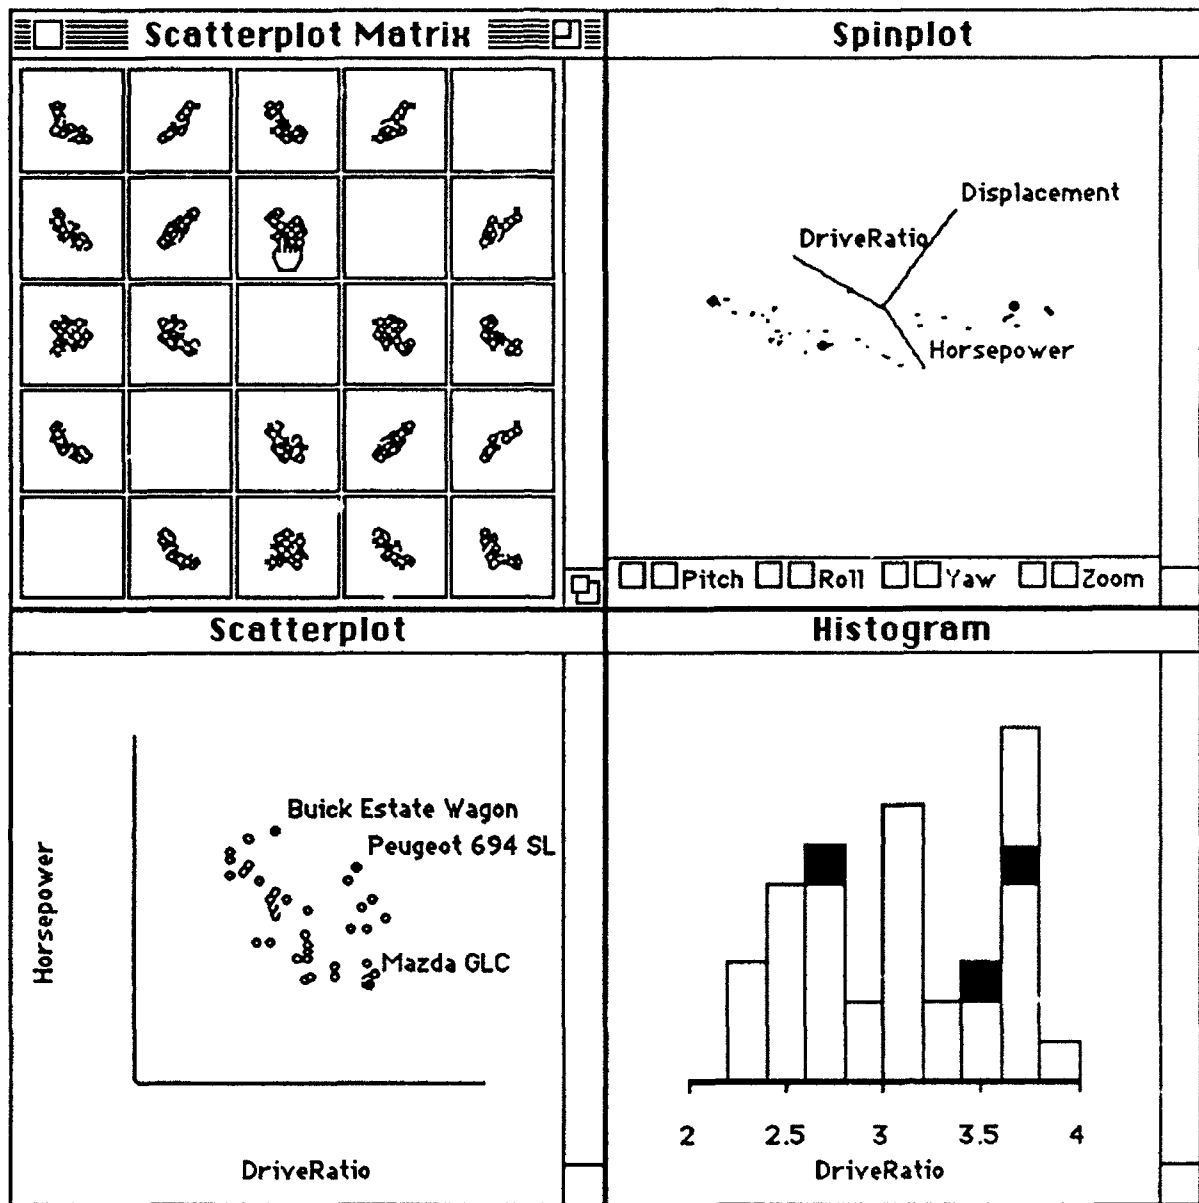 Scatterplot Matrix
Spinplot
Displacement
DriveRatio
Horsepower
Pitch Roll Yaw Zoom
Scatterplot
Histogram
Buick Estate Wagon
Peugeot 694 SL
Horsepower
Mazda GLC
2 2.5 3 3.5 4
DriveRatio
DriveRatio